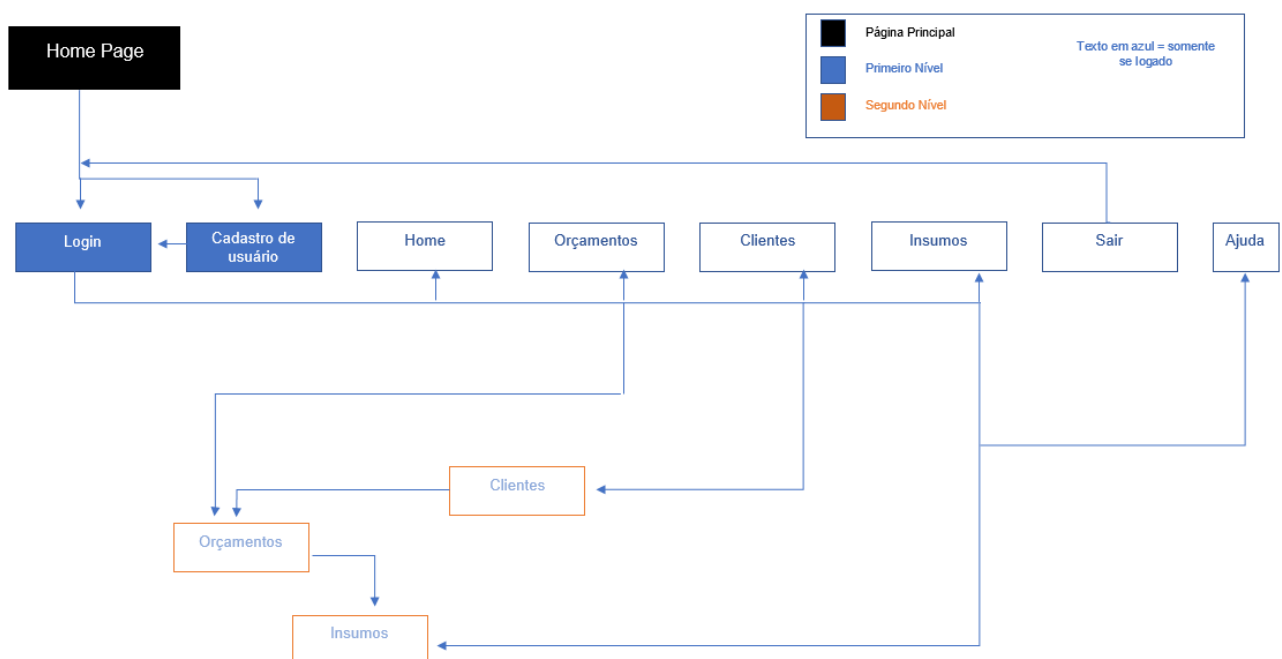 Home Page
Página Principal
Primeiro Nível
Segundo Nível
Texto em azul = somente
se logado
Login
Cadastro de
usuário
Home
Orçamentos
Clientes
Insumos
Sair
Ajuda
Clientes
Orçamentos
Insumos